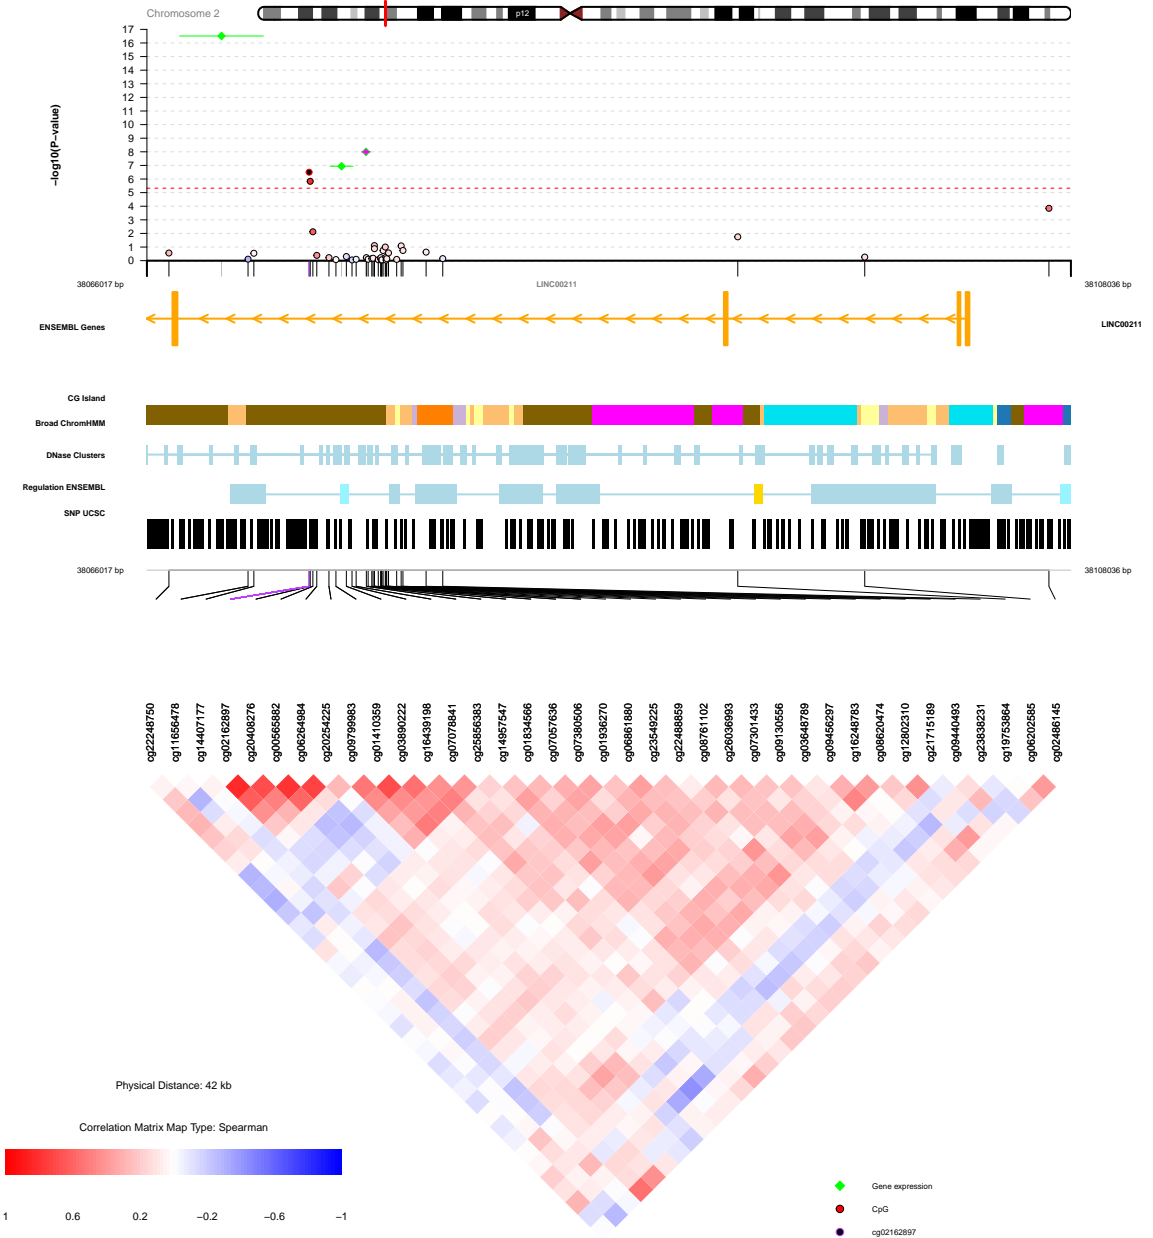 Chromosome 2
p12
−log10(P−value)
17
16
15
14
13
12
11
10
9
8
7
6
5
4
3
2
1
0
38066017 bp
LINC00211
38108036 bp
ENSEMBL Genes
LINC00211
CG Island
Broad ChromHMM
DNase Clusters
Regulation ENSEMBL
SNP UCSC
38066017 bp
38108036 bp
cg22248750
cg11656478
cg14407177
cg02162897
cg20408276
cg00565882
cg06264984
cg20254225
cg09799983
cg01410359
cg03890222
cg16439198
cg07078841
cg25856383
cg14957547
cg01834566
cg07057636
cg07380506
cg01936270
cg06861880
cg23549225
cg22488859
cg08761102
cg26036993
cg07301433
cg09130556
cg03648789
cg09456297
cg16248783
cg08620474
cg12802310
cg21715189
cg09440493
cg23838231
cg19753864
cg06202585
cg02486145
Physical Distance: 42 kb
Correlation Matrix Map Type: Spearman
1 0.6 0.2 −0.2 −0.6 −1
Gene expression
CpG
cg02162897